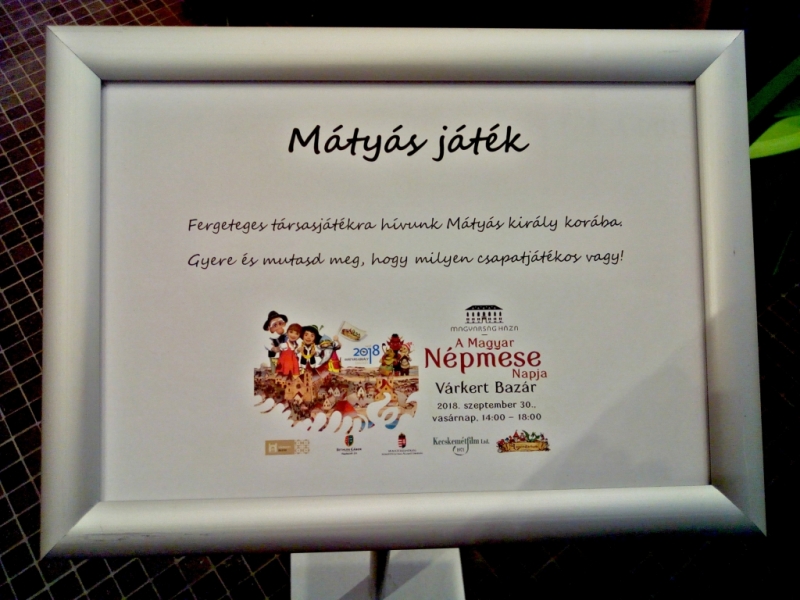 Mátyás játék
Fergeteges társasjátékra hívunk Mátyás király korába.
Gyere és mutasd meg, hogy milyen csapatjátékos vagy!
2018
MAGYARSÁG HÁZA
A Magyar
Népmese
Napja
Várkert Bazár
2018. szeptember 30.,
vasárnap, 14:00 – 18:00
Kecskemétfilm Ltd.